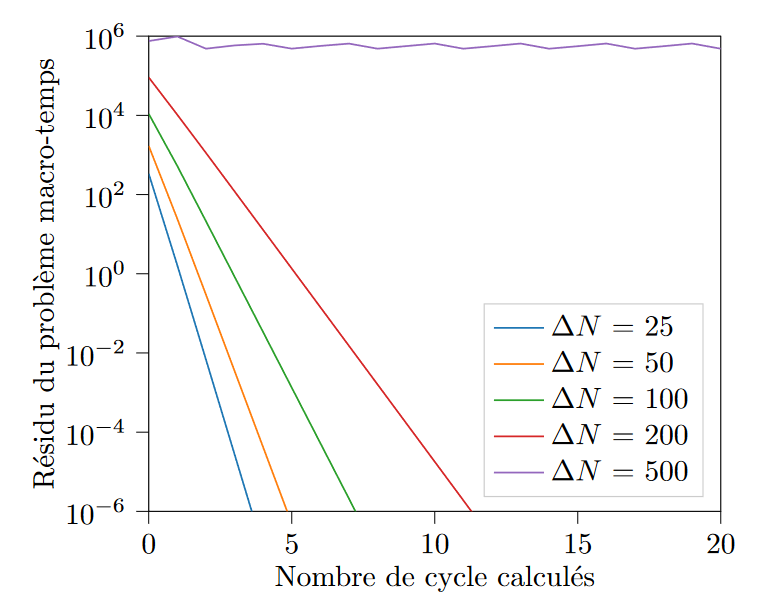 10^6
10^4
10^2
10^0
10^−2
10^−4
10^−6
Résidu du problème macro-temps
ΔN = 25
ΔN = 50
ΔN = 100
ΔN = 200
ΔN = 500
0 5 10 15 20
Nombre de cycle calculés